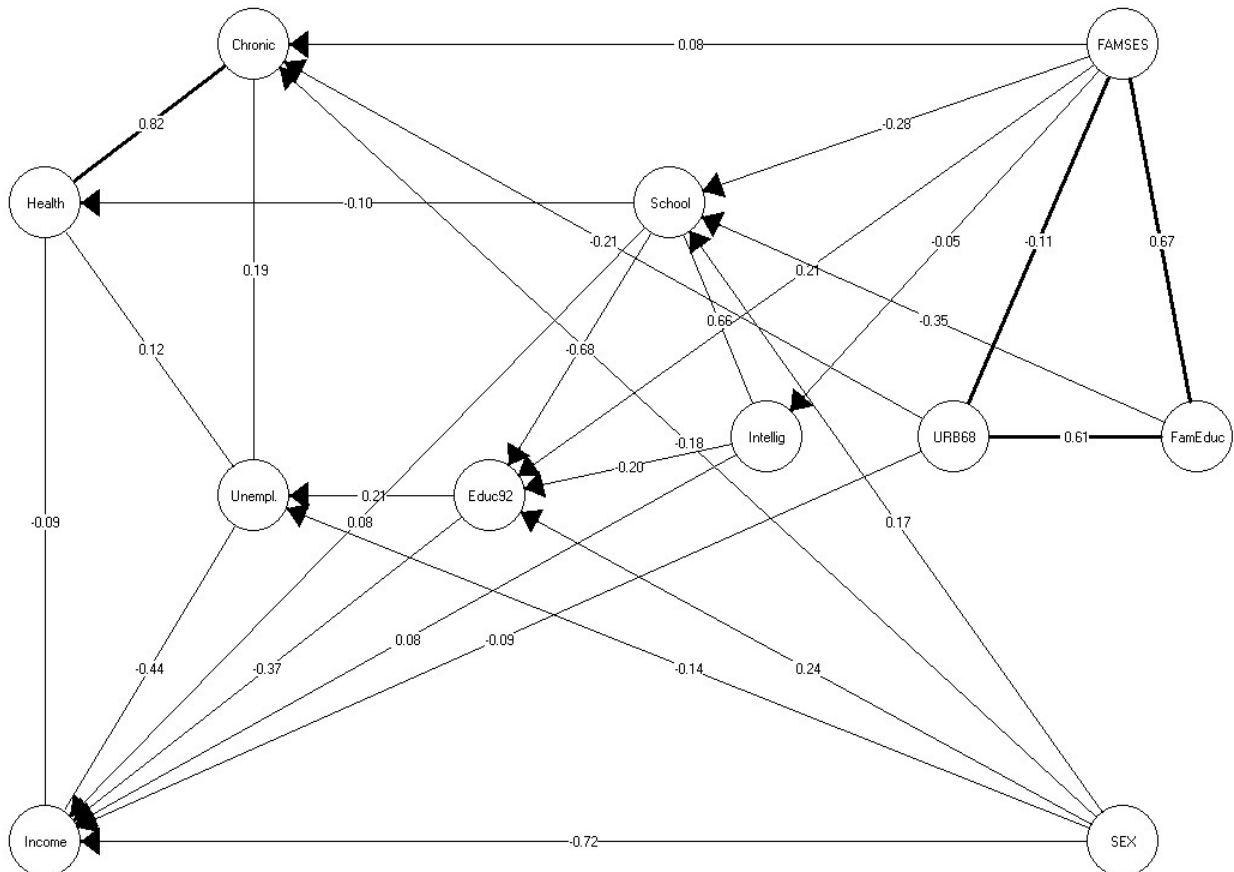 Chronic
0.08
FAMSES
0.82
-0.28
Health
-0.10
School
-0.21
0.19
-0.05
-0.11
0.67
0.21
0.66
-0.35
0.12
-0.68
Intellig
URB68
0.61
FamEduc
-0.18
-0.20
Unempl.
0.21
Educ92
-0.09
0.08
0.17
0.08
-0.09
-0.44
-0.37
-0.14
0.24
Income
-0.72
SEX